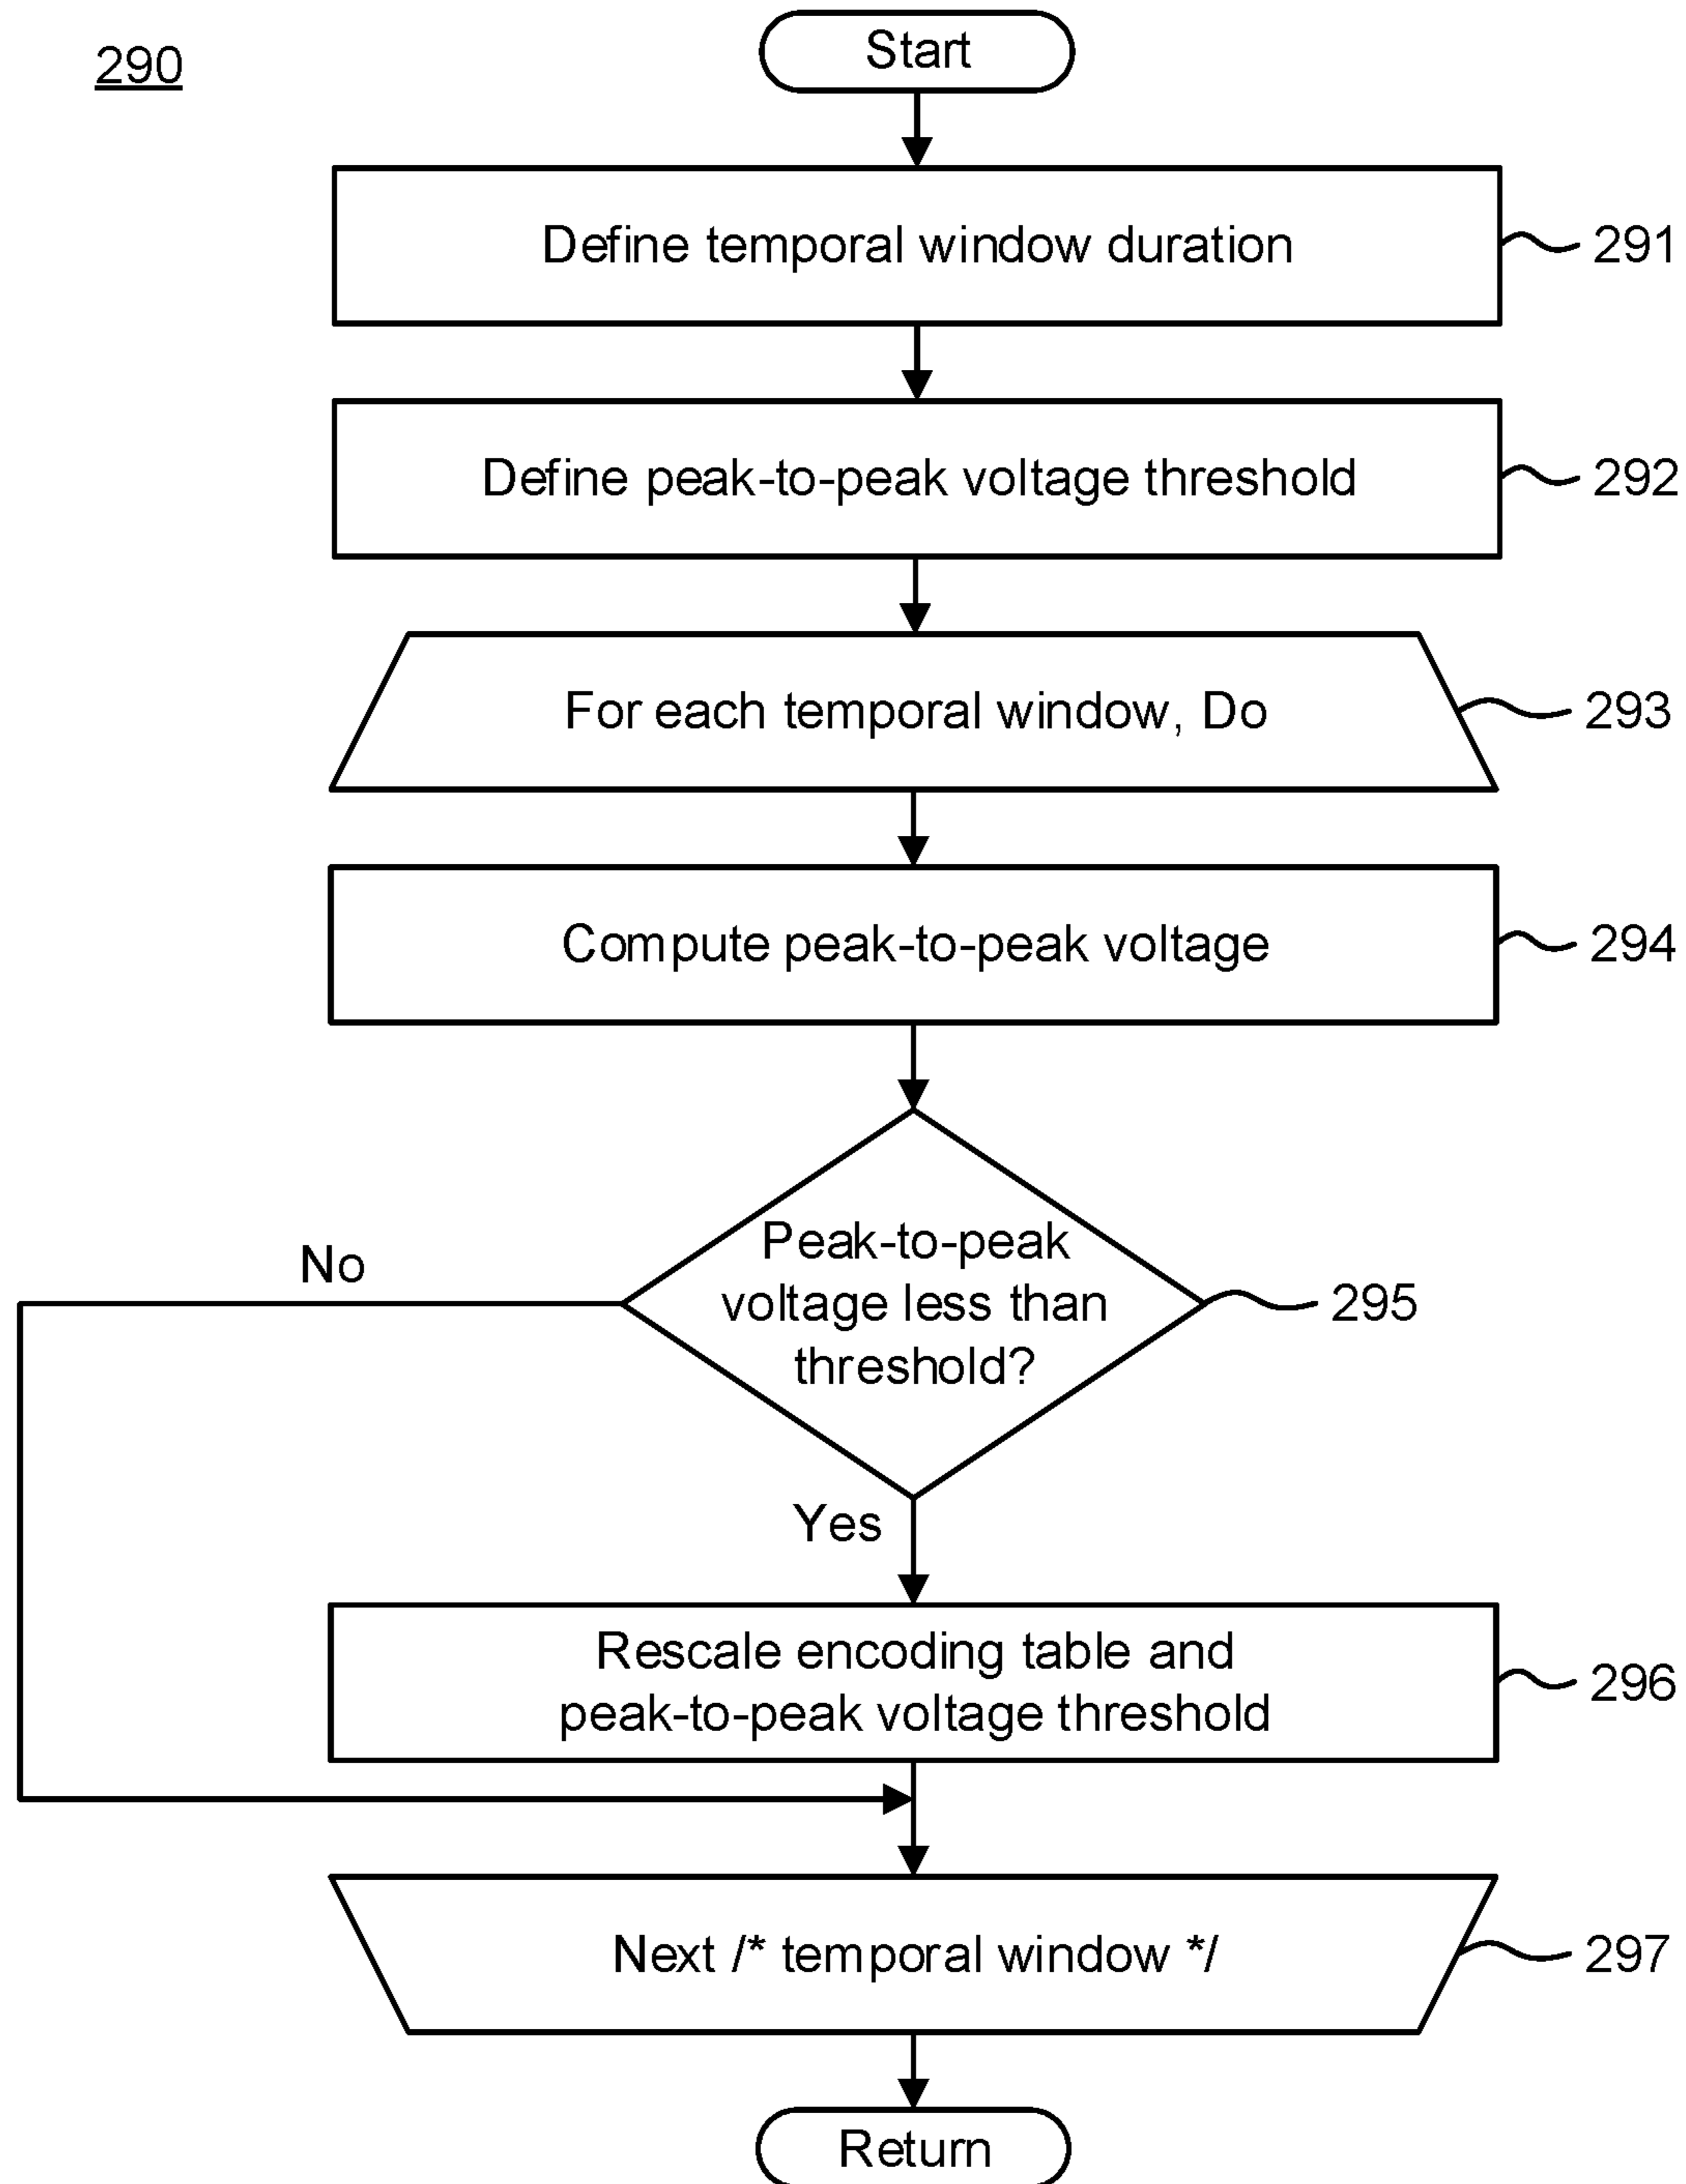 290
Start
Define temporal window duration
291
Define peak-to-peak voltage threshold
292
For each temporal window, Do
293
Compute peak-to-peak voltage
294
Peak-to-peak
voltage less than
threshold?
295
No
Yes
Rescale encoding table and
peak-to-peak voltage threshold
296
Next /* temporal window */
297
Return